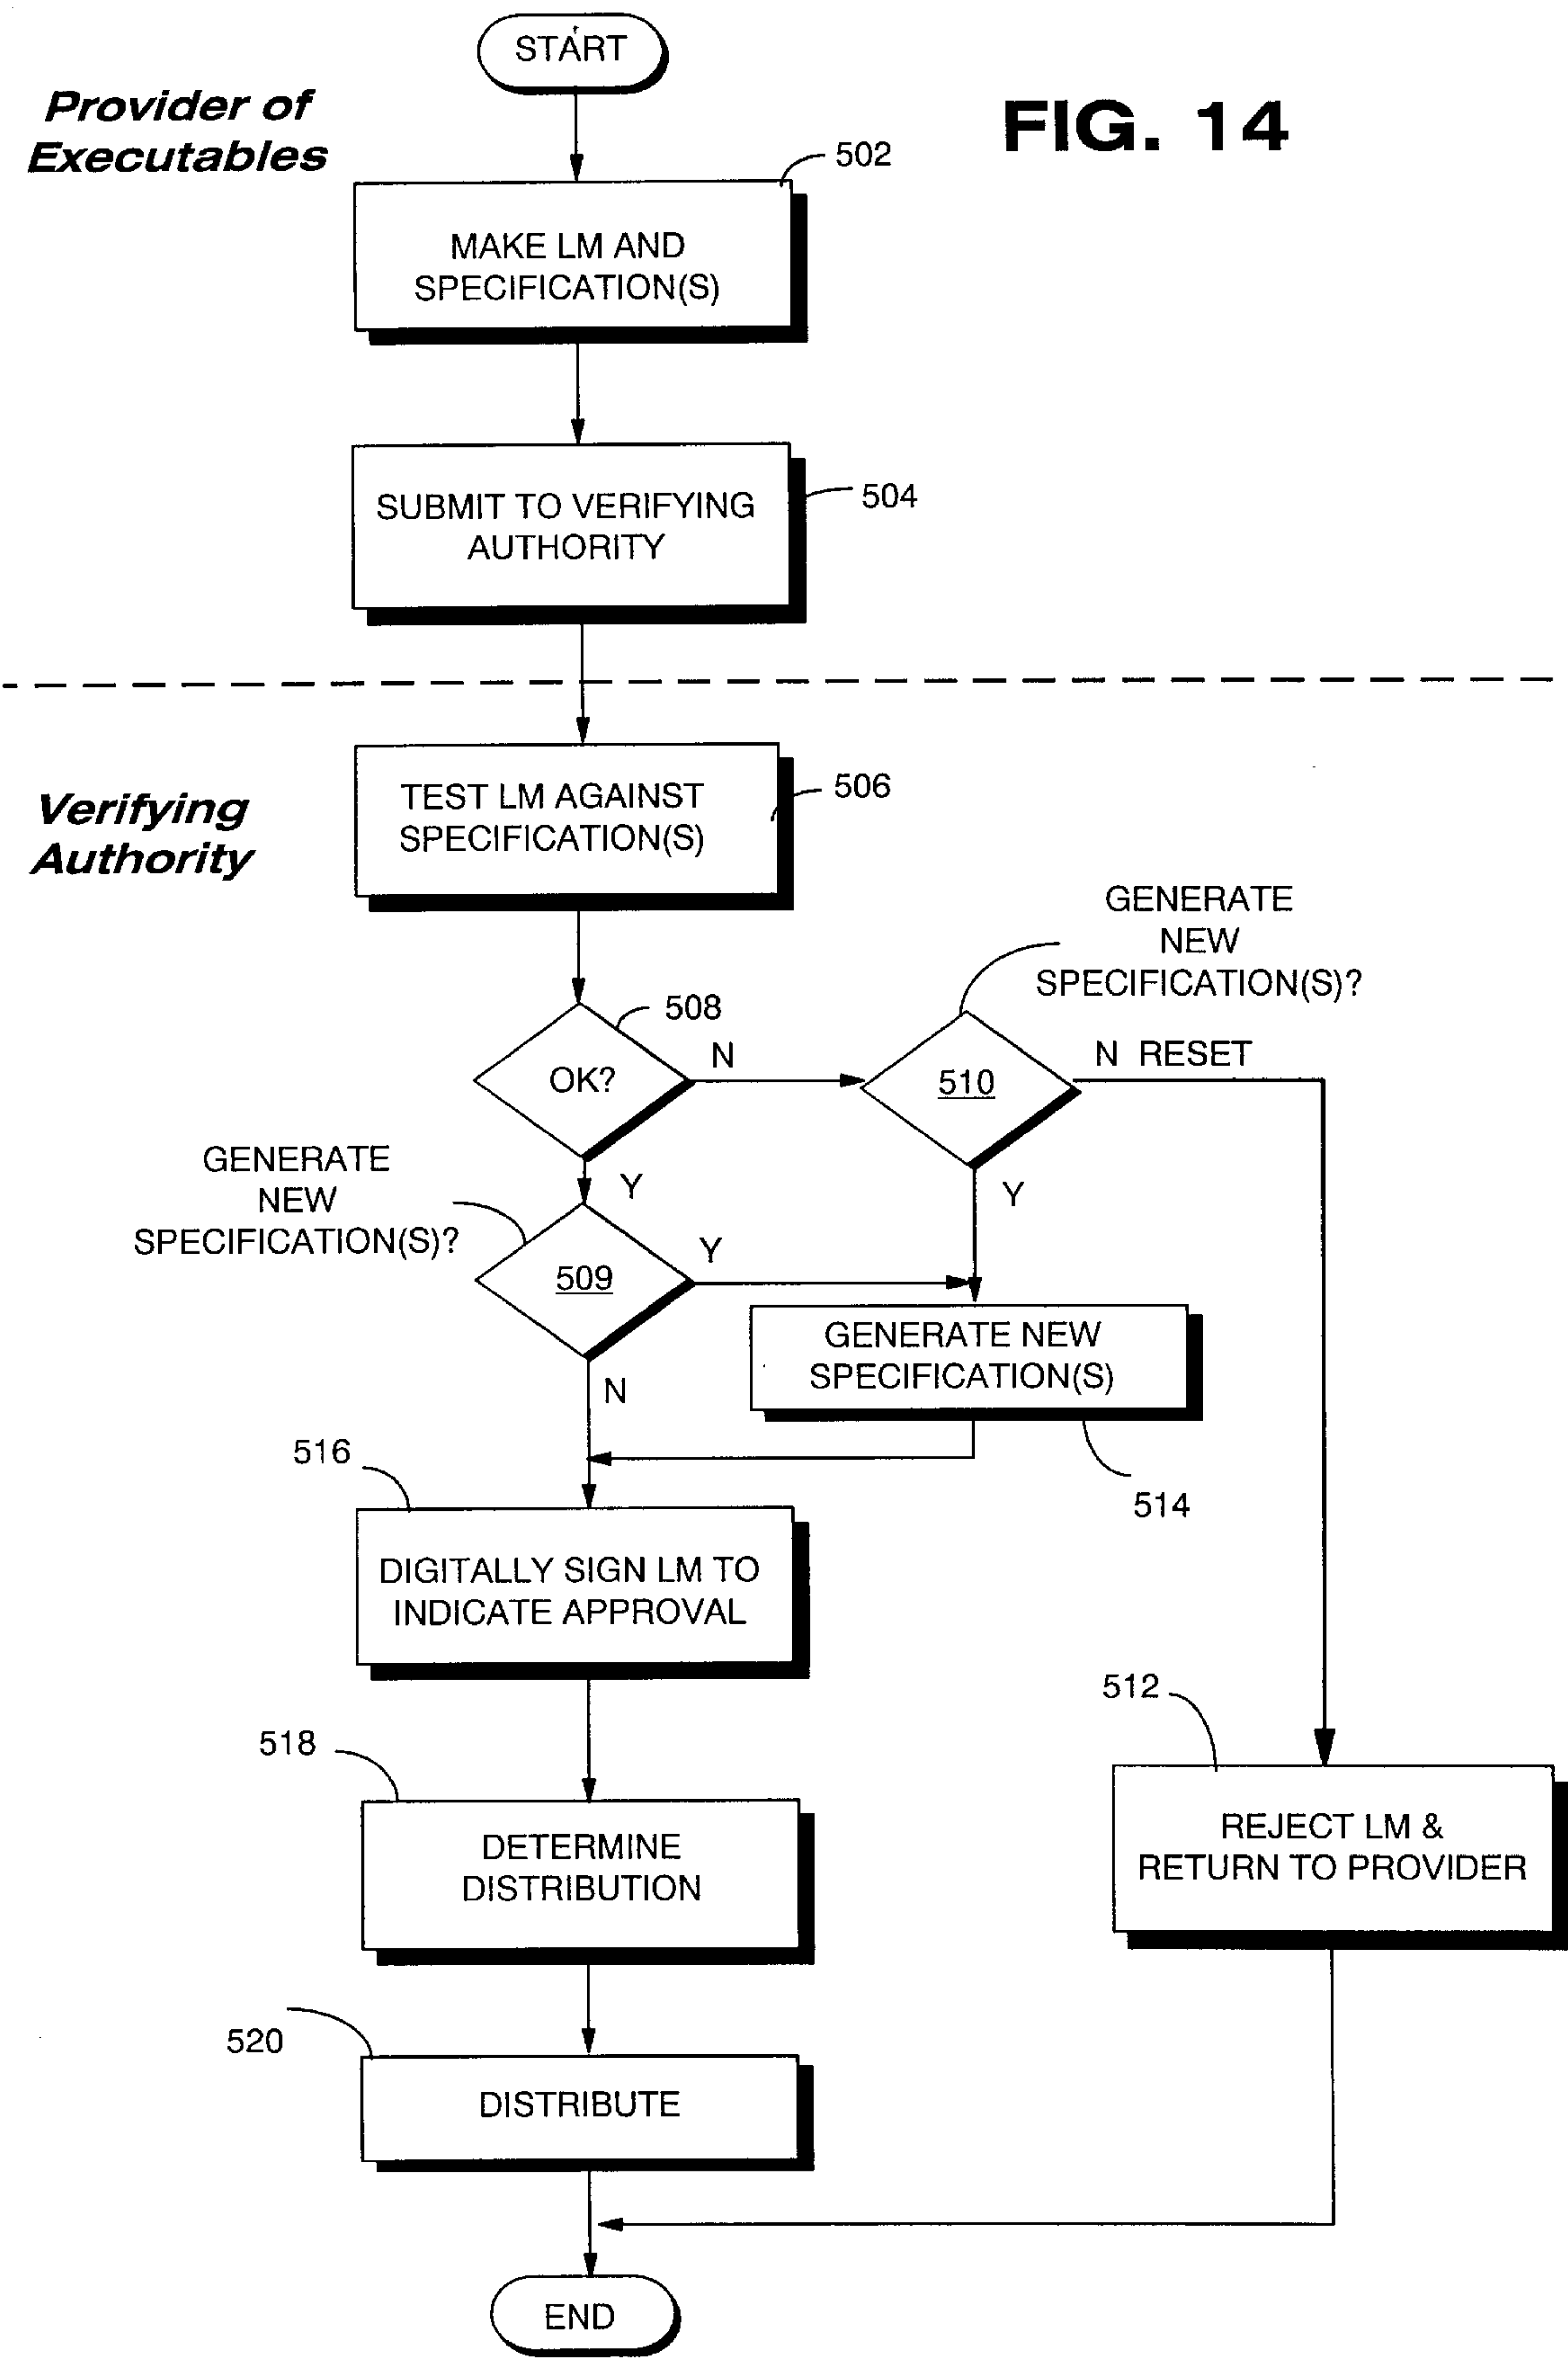 START
Provider of
Executables
FIG. 14
502
MAKE LM AND
SPECIFICATION(S)
504
SUBMIT TO VERIFYING
AUTHORITY
Verifying
Authority
506
TEST LM AGAINST
SPECIFICATION(S)
GENERATE
NEW
SPECIFICATION(S)?
508
OK?
N
510
N RESET
GENERATE
NEW
SPECIFICATION(S)?
Y
Y
509
Y
N
GENERATE NEW
SPECIFICATION(S)
514
516
DIGITALLY SIGN LM TO
INDICATE APPROVAL
512
REJECT LM &
RETURN TO PROVIDER
518
DETERMINE
DISTRIBUTION
520
DISTRIBUTE
END